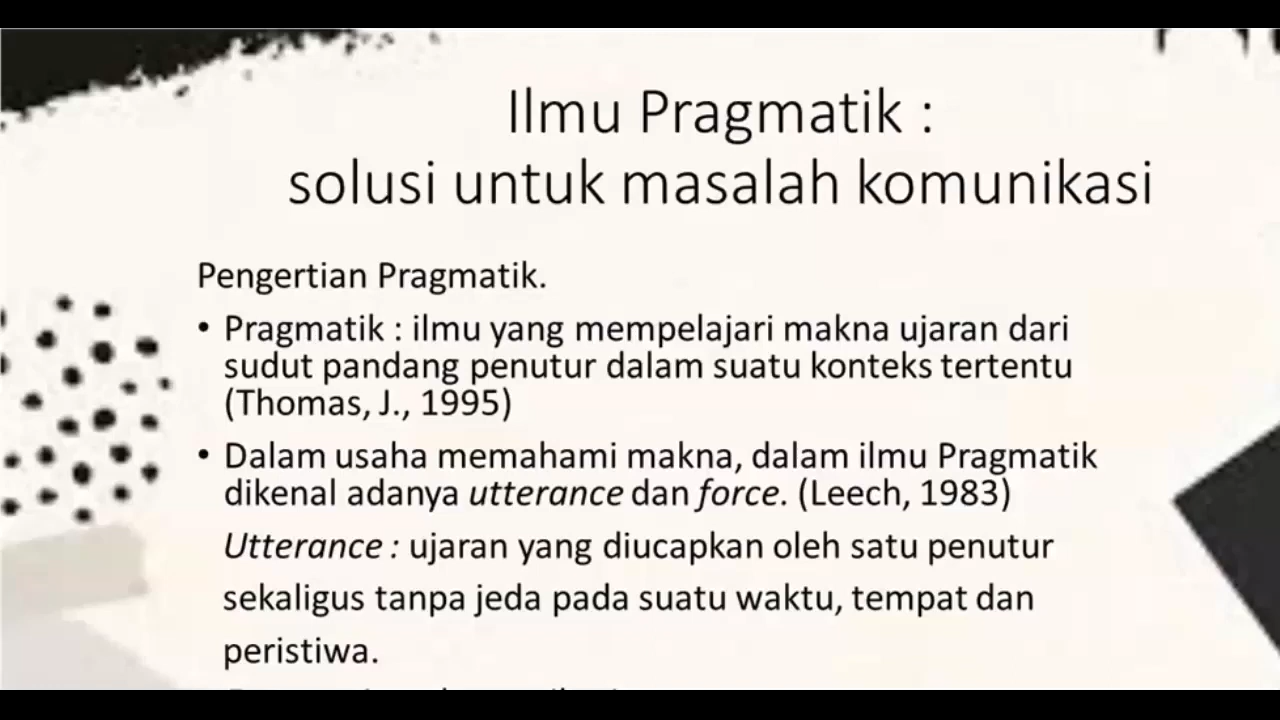 Ilmu Pragmatik :
solusi untuk masalah komunikasi
Pengertian Pragmatik.
• Pragmatik : ilmu yang mempelajari makna ujaran dari
sudut pandang penutur dalam suatu konteks tertentu
(Thomas, J., 1995)
• Dalam usaha memahami makna, dalam ilmu Pragmatik
dikenal adanya utterance dan force. (Leech, 1983)
Utterance : ujaran yang diucapkan oleh satu penutur
sekaligus tanpa jeda pada suatu waktu, tempat dan
peristiwa.